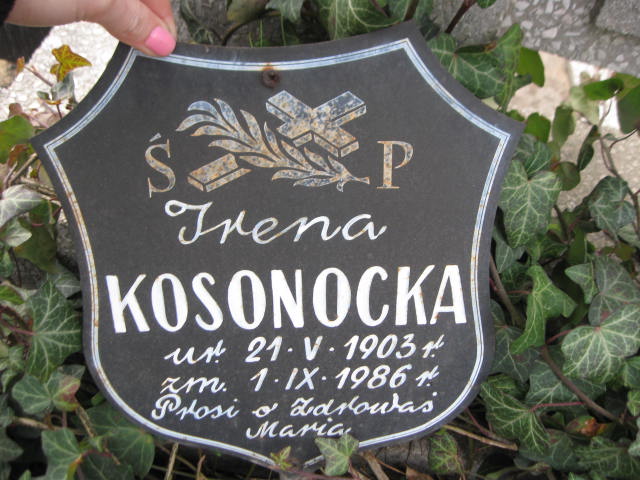 Ś P
Irena
KOSONOCKA
ur. 21·V·1903 r.
zm. 1·IX·1986 r.
Prosi o Zdrowaś
Maria